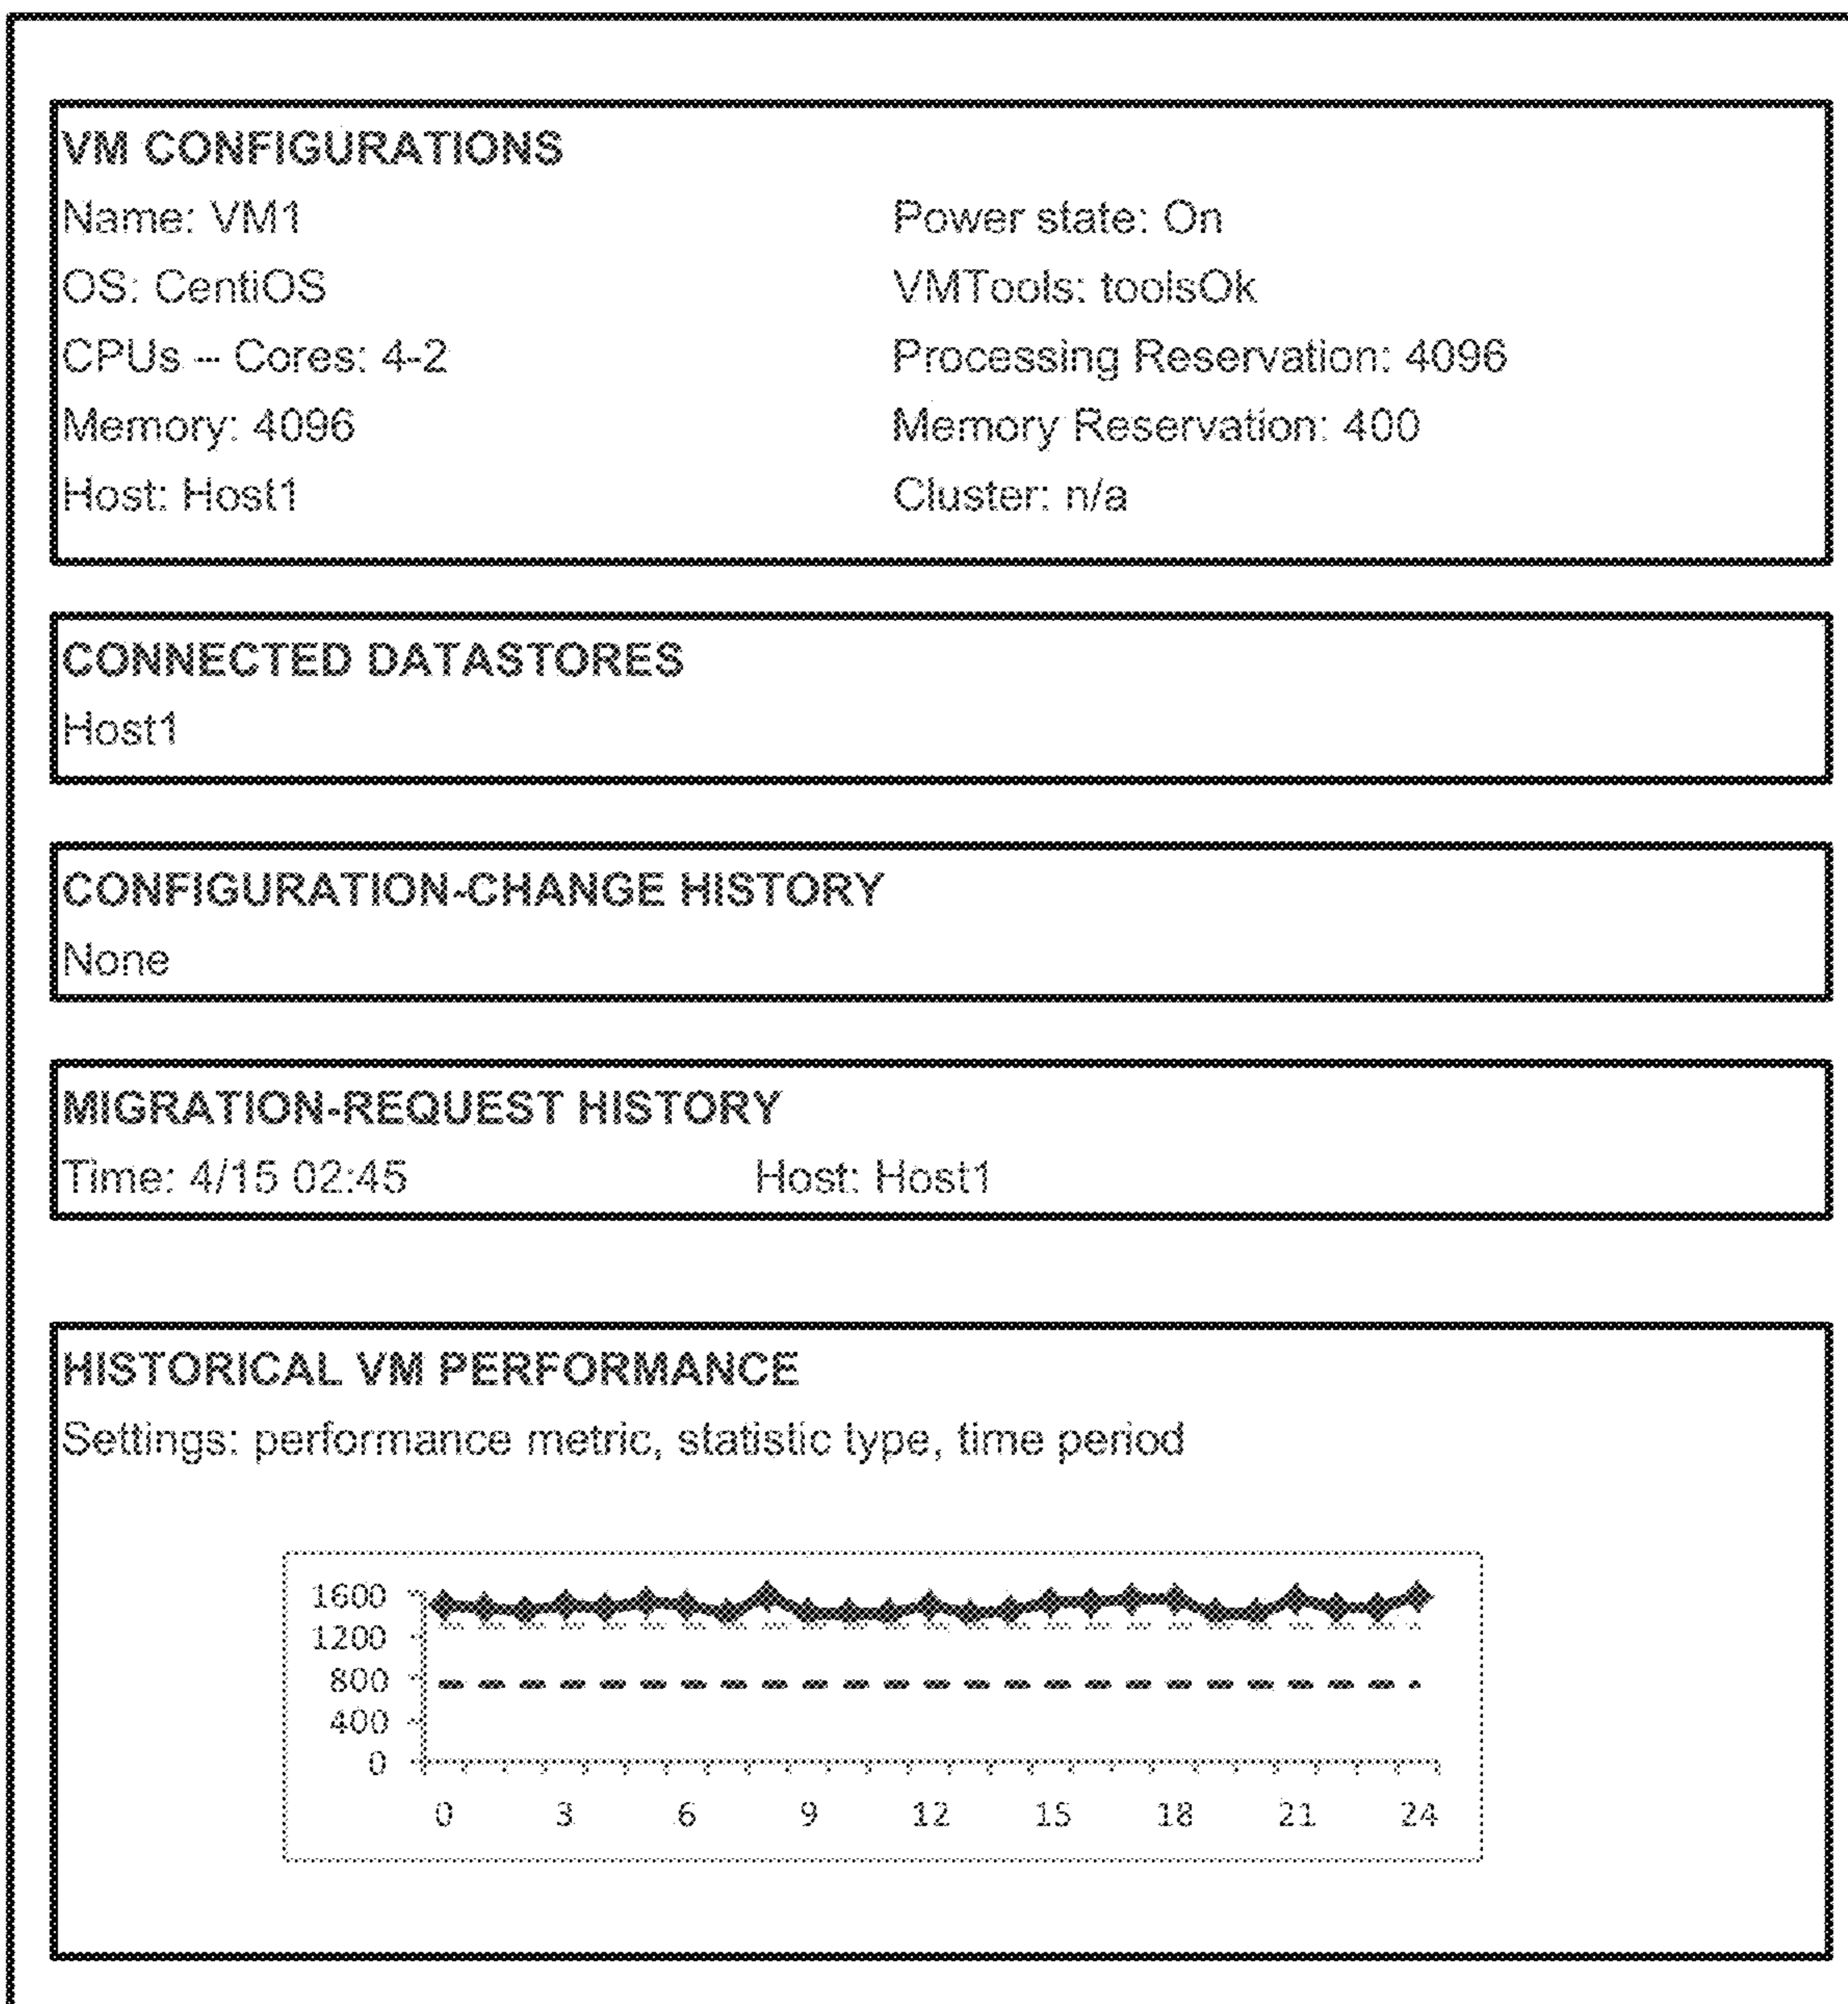 VM CONFIGURATIONS
Name: VM1 Power state: On
OS: CentiOS VMTools: toolsOk
CPUs -- Cores: 4-2 Processing Reservation: 4096
Memory: 4096 Memory Reservation: 400
Host: Host1 Cluster: n/a
CONNECTED DATASTORES
Host1
CONFIGURATION-CHANGE HISTORY
None
MIGRATION-REQUEST HISTORY
Time: 4/15 02:45 Host: Host1
HISTORICAL VM PERFORMANCE
Settings: performance metric, statistic type, time period
1600
1200
800
400
0
0 3 6 9 12 15 18 21 24